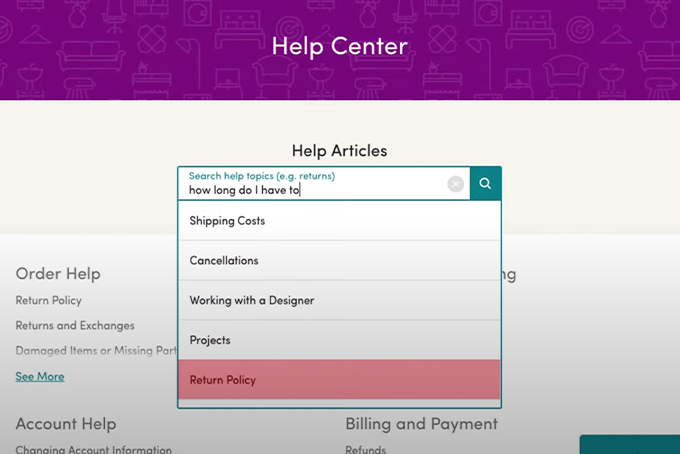 Help Center
Help Articles
Search help topics (e.g. returns)
how long do I have to
Shipping Costs
Cancellations
Working with a Designer
Projects
Return Policy
Order Help
Return Policy
Returns and Exchanges
Damaged Items or Missing Part
See More
Account Help
Changing Account Information
Billing and Payment
Refunds